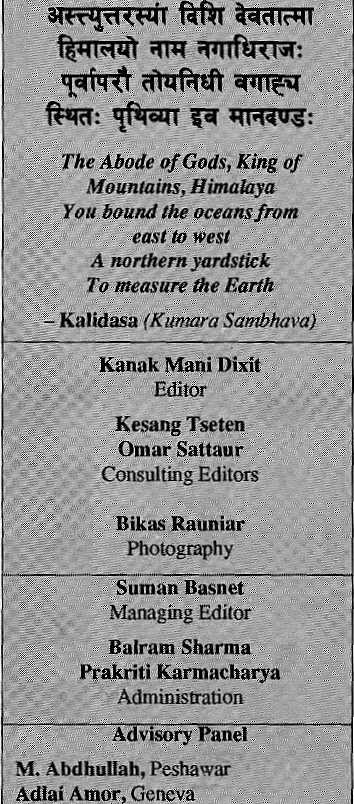 अस्त्युत्तरस्यां दिशि देवतात्मा
हिमालयो नाम नगाधिराजः
पूर्वापरौ तोयनिधी वगाह्य
स्थितः पृथिव्या इव मानदण्डः
The Abode of Gods, King of
Mountains, Himalaya
You bound the oceans from
east to west
A northern yardstick
To measure the Earth
– Kalidasa (Kumara Sambhava)
Kanak Mani Dixit
Editor
Kesang Tseten
Omar Sattaur
Consulting Editors
Bikas Rauniar
Photography
Suman Basnet
Managing Editor
Balram Sharma
Prakriti Karmacharya
Administration
Advisory Panel
M. Abdhullah, Peshawar
Adlai Amor, Geneva